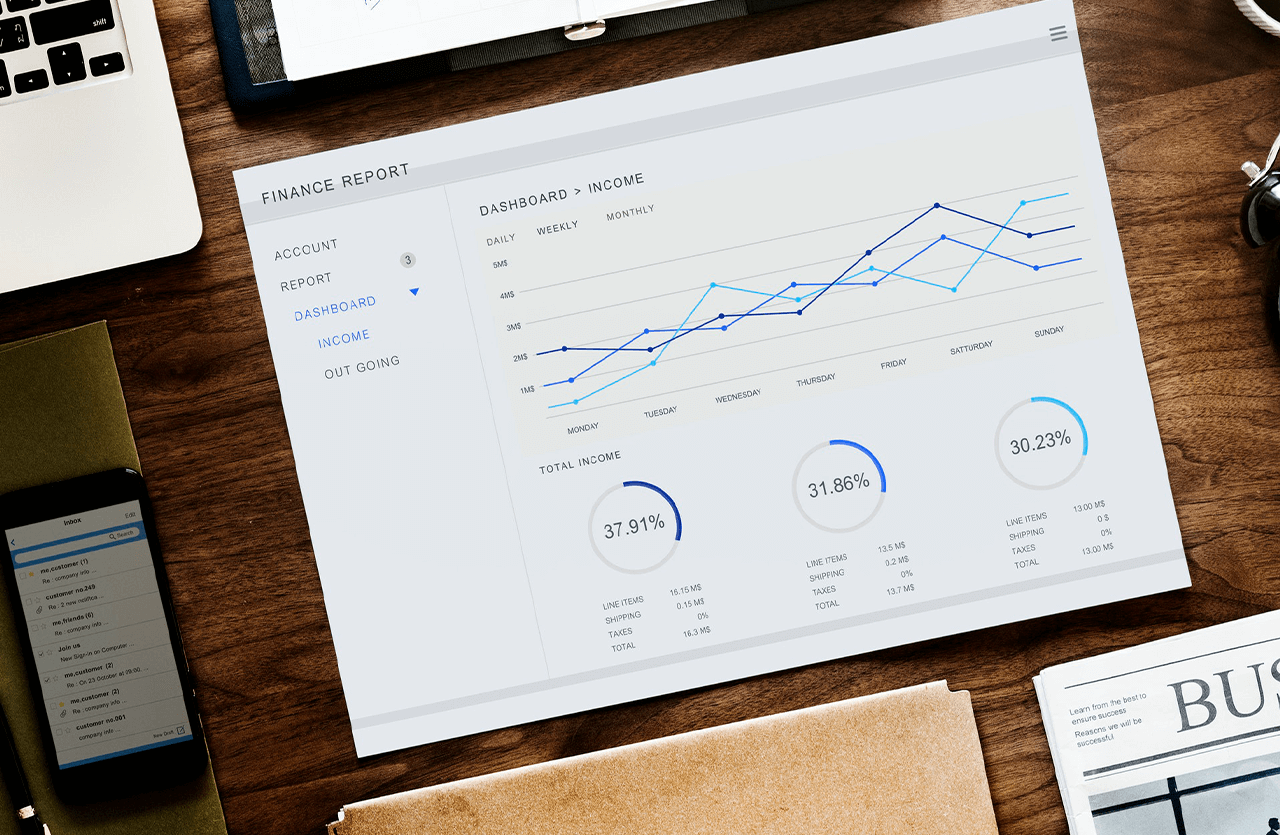 shift
FINANCE REPORT
ACCOUNT
REPORT 3
DASHBOARD
INCOME
OUT GOING
DASHBOARD > INCOME
DAILY WEEKLY MONTHLY
5M$
4M$
3M$
2M$
1M$
MONDAY TUESDAY WEDNESDAY THURSDAY FRIDAY SATTURDAY SUNDAY
TOTAL INCOME
37.91%
LINE ITEMS 16.15 M$
SHIPPING 0.15 M$
TAXES 0%
TOTAL 16.3 M$
31.86%
LINE ITEMS 13.5 M$
SHIPPING 0.2 M$
TAXES 0%
TOTAL 13.7 M$
30.23%
LINE ITEMS 13.00 M$
SHIPPING 0 $
TAXES 0%
TOTAL 13.00 M$
Inbox Edit
Search
me.ccstomer (1)
Re : company info ...
customer no.249
Re : 2 new notifica...
me,friends (6)
Re : company info ...
Join us
New Sign-in on Computer ...
me.customer (2)
Re : On 23 October at 09:00, ...
me.customer (2)
Re : company info ...
customer no.001
company info ...
New Draft
Learn from the best to
ensure success
Reasons we will be
successful
BUS